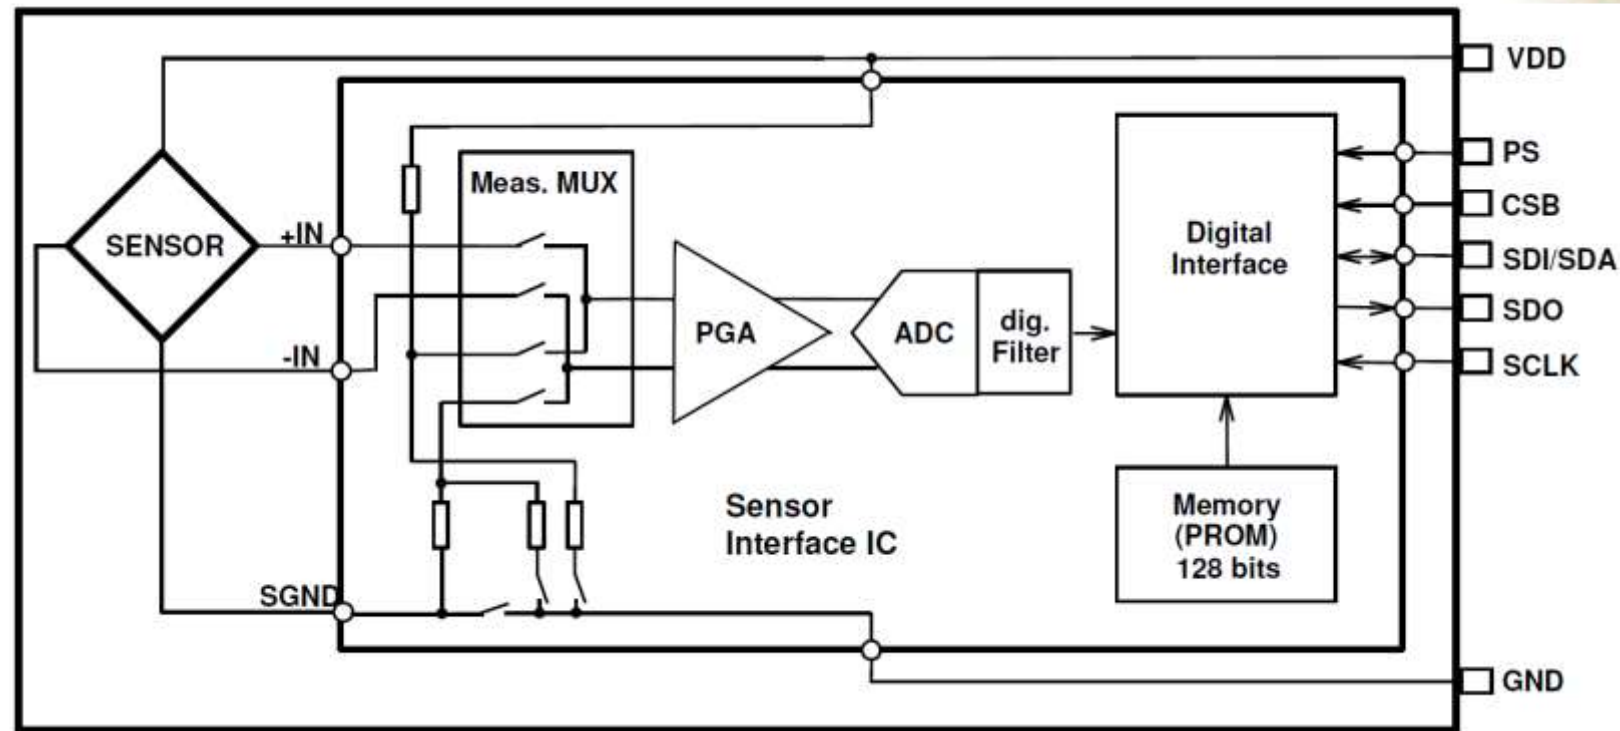 VDD
PS
Meas. MUX
CSB
+IN
SENSOR
Digital
Interface
SDI/SDA
SDO
PGA
ADC
dig.
Filter
-IN
SCLK
Sensor
Interface IC
Memory
(PROM)
128 bits
SGND
GND